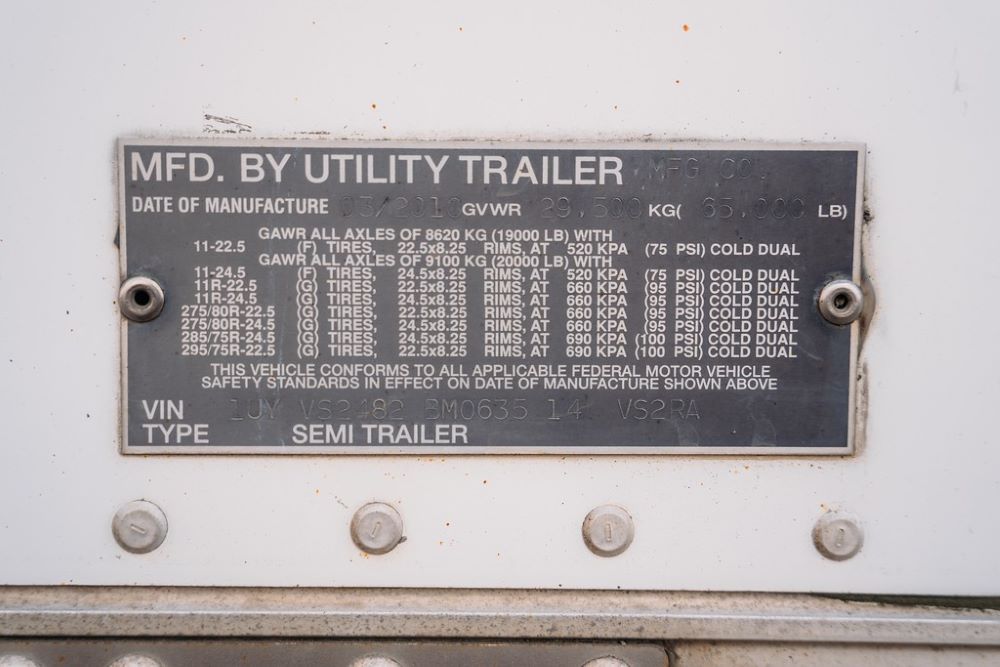 MFD. BY UTILITY TRAILER MFG CO.
DATE OF MANUFACTURE 03/2010 GVWR 29,500 KG( 65,000 LB)
GAWR ALL AXLES OF 8620 KG (19000 LB) WITH
11-22.5 (F) TIRES, 22.5x8.25 RIMS, AT 520 KPA (75 PSI) COLD DUAL
GAWR ALL AXLES OF 9100 KG (20000 LB) WITH
11-24.5 (F) TIRES, 24.5x8.25 RIMS, AT 520 KPA (75 PSI) COLD DUAL
11R-22.5 (G) TIRES, 22.5x8.25 RIMS, AT 660 KPA (95 PSI) COLD DUAL
11R-24.5 (G) TIRES, 24.5x8.25 RIMS, AT 660 KPA (95 PSI) COLD DUAL
275/80R-22.5 (G) TIRES, 22.5x8.25 RIMS, AT 660 KPA (95 PSI) COLD DUAL
275/80R-24.5 (G) TIRES, 24.5x8.25 RIMS, AT 660 KPA (95 PSI) COLD DUAL
285/75R-24.5 (G) TIRES, 24.5x8.25 RIMS, AT 690 KPA (100 PSI) COLD DUAL
295/75R-22.5 (G) TIRES, 22.5x8.25 RIMS, AT 690 KPA (100 PSI) COLD DUAL
THIS VEHICLE CONFORMS TO ALL APPLICABLE FEDERAL MOTOR VEHICLE
SAFETY STANDARDS IN EFFECT ON DATE OF MANUFACTURE SHOWN ABOVE
VIN 1UY VS2482 BM0635 14 VS2RA
TYPE SEMI TRAILER